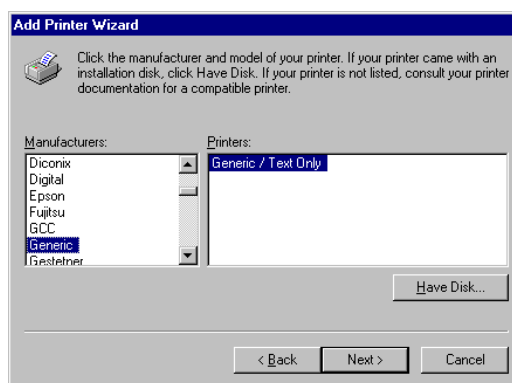 Add Printer Wizard
Click the manufacturer and model of your printer. If your printer came with an
installation disk, click Have Disk. If your printer is not listed, consult your printer
documentation for a compatible printer.
Manufacturers:
Printers:
Diconix
Digital
Epson
Fujitsu
GCC
Generic
Gestetner
Generic / Text Only
Have Disk...
< Back
Next >
Cancel